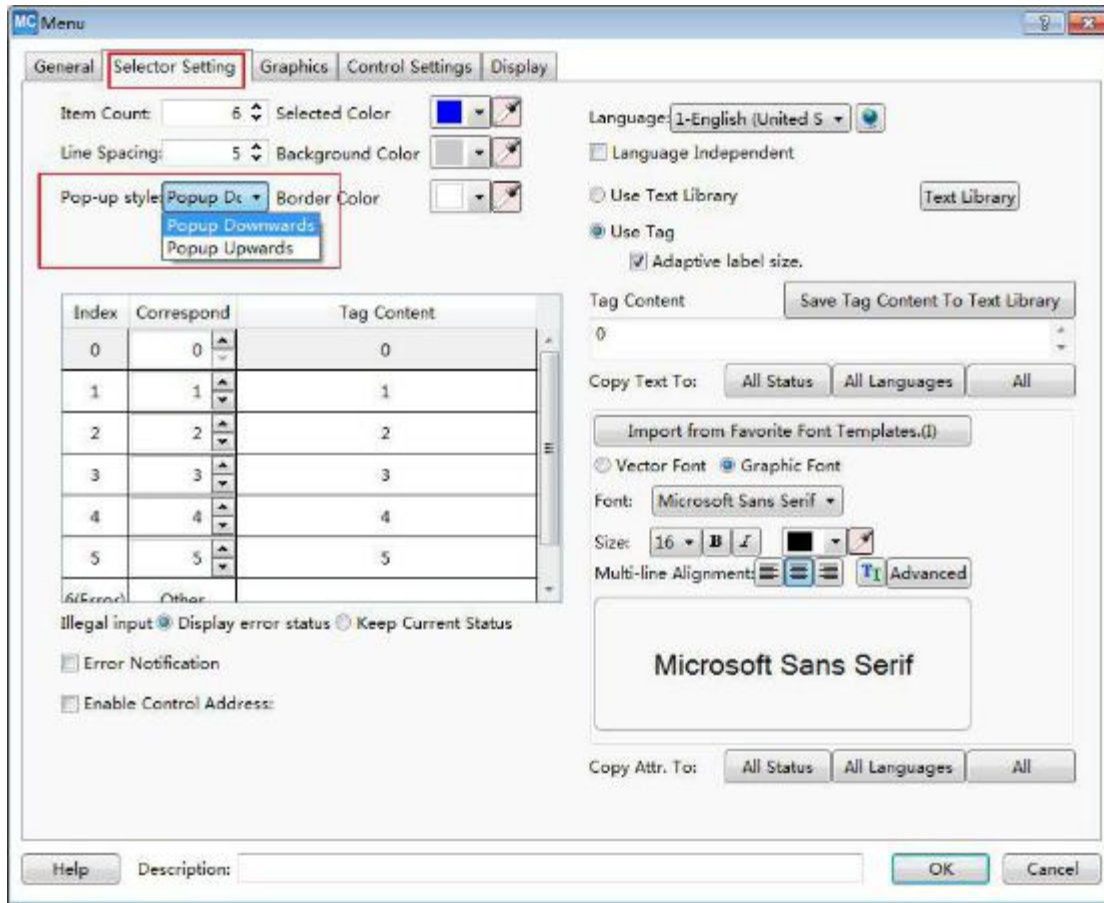 MC Menu
General Selector Setting Graphics Control Settings Display
Item Count: 6 Selected Color
Line Spacing: 5 Background Color
Pop-up style: Popup Dc Border Color
Popup Downwards
Popup Upwards
Index Correspond Tag Content
0 0 0
1 1 1
2 2 2
3 3 3
4 4 4
5 5 5
6(Error) Other
Illegal input Display error status Keep Current Status
Error Notification
Enable Control Address:
Language: 1-English (United S
Language Independent
Use Text Library Text Library
Use Tag
Adaptive label size.
Tag Content Save Tag Content To Text Library
0
Copy Text To: All Status All Languages All
Import from Favorite Font Templates.(I)
Vector Font Graphic Font
Font: Microsoft Sans Serif
Size: 16 B I
Multi-line Alignment: TI Advanced
Microsoft Sans Serif
Copy Attr. To: All Status All Languages All
Help Description: OK Cancel